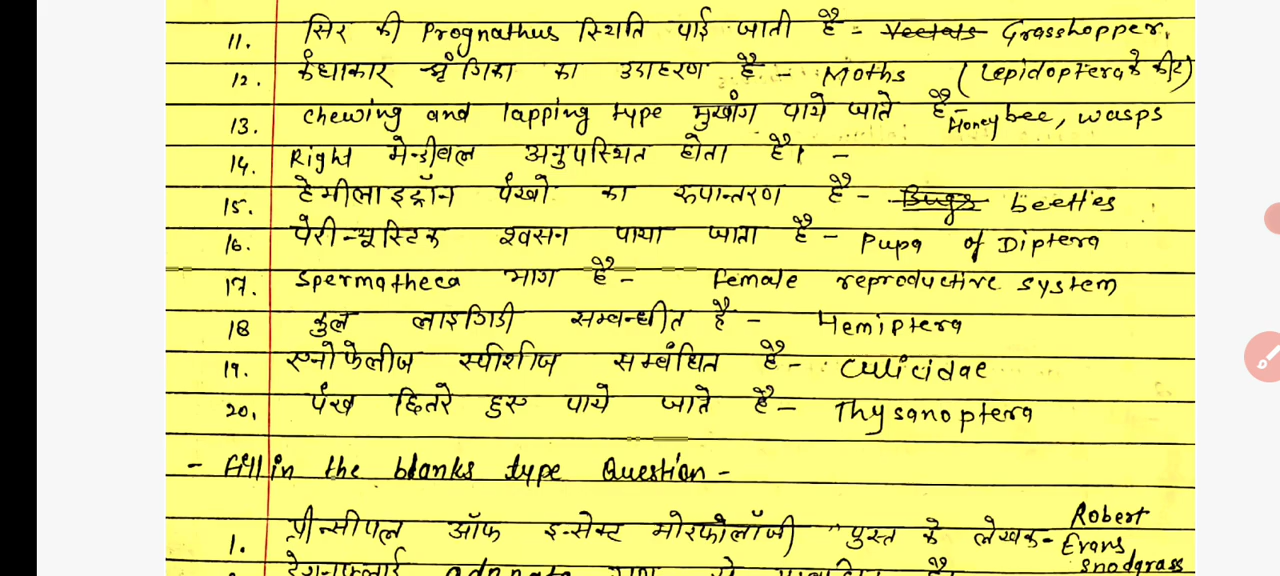 11. सिर की Prognathus स्थिति पाई जाती है - Grasshopper.
12. कंघाकार श्रृंगिका का उदाहरण है - Moths (Lepidoptera के कीट)
13. Chewing and lapping type मुखांग पाये जाते है - Honey bee, wasps
14. Right मेन्डीबल अनुपस्थित होता है। -
15. हेमीलाइट्रॉन पंखो का रूपान्तरण है - Bugs beetles
16. पेरी-न्यूस्टिक श्वसन पाया जाता है - Pupa of Diptera
17. Spermatheca भाग है - female reproductive system
18 कुल लाइगिडी सम्बन्धीत है - Hemiptera
19. एनोफेलीज स्पीशीज सम्बंधित है - Culicidae
20. पंख छितरे हुए पाये जाते है - Thysanoptera
- Fill in the blanks type Question -
1. प्रीन्सीपल ऑफ इन्सेक्ट मोरफोलॉजी" पुस्त के लेखक - Robert Evans snodgrass